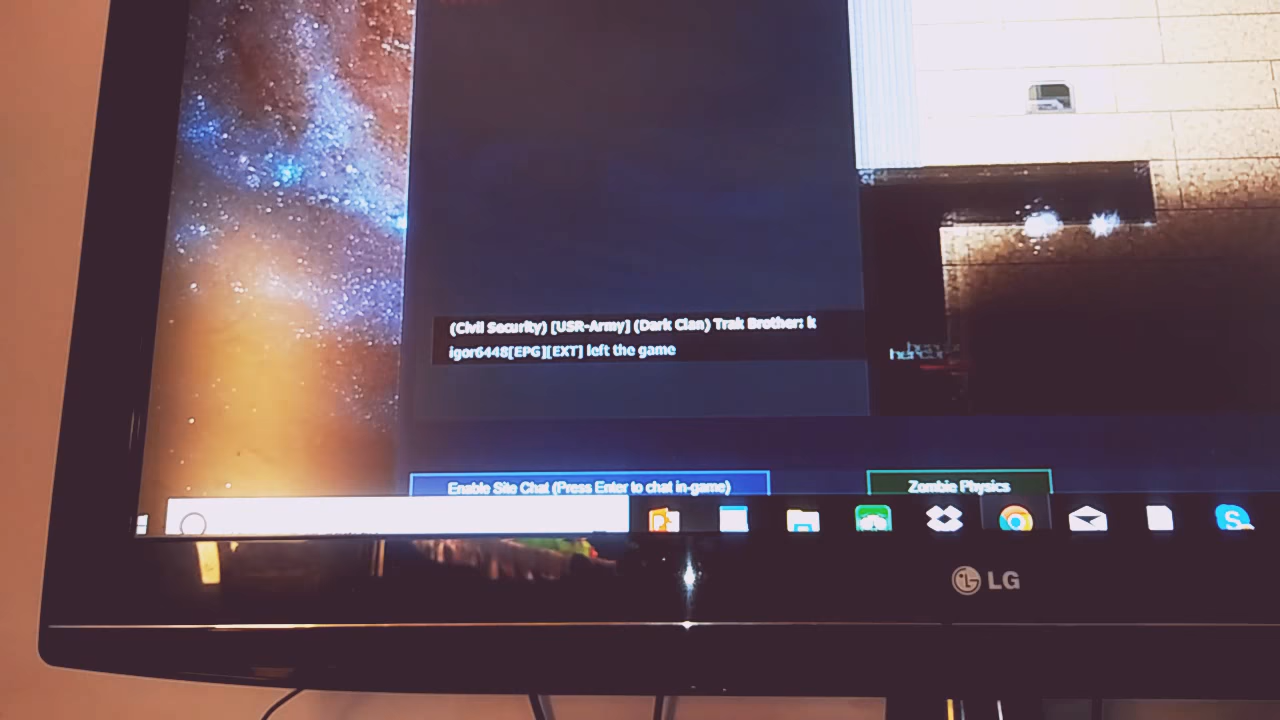 (Civil Security) [USR-Army] (Dark Clan) Trak Brother: k
igor6448[EPG][EXT] left the game
Enable Site Chat (Press Enter to chat in-game)
Zombie Physics
LG